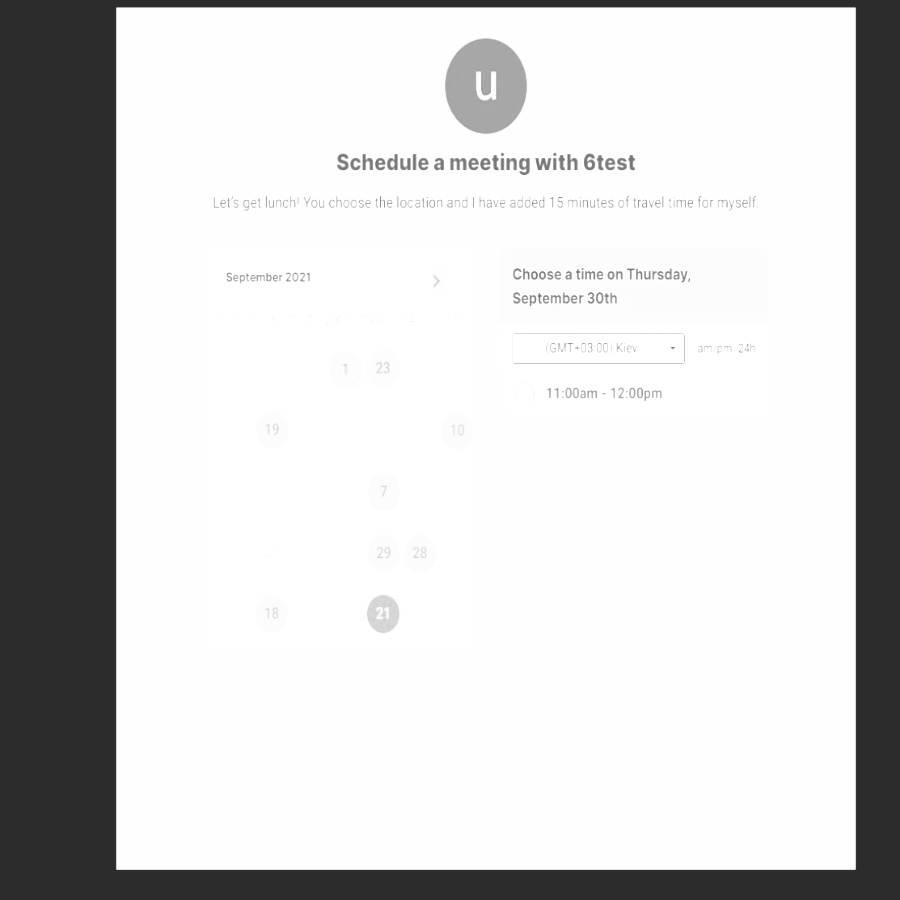 u
Schedule a meeting with 6test
Let's get lunch! You choose the location and I have added 15 minutes of travel time for myself
September 2021
1 23
19 10
7
29 28
18 21
Choose a time on Thursday,
September 30th
(GMT+03:00) Kiev
am/pm 24h
11:00am - 12:00pm